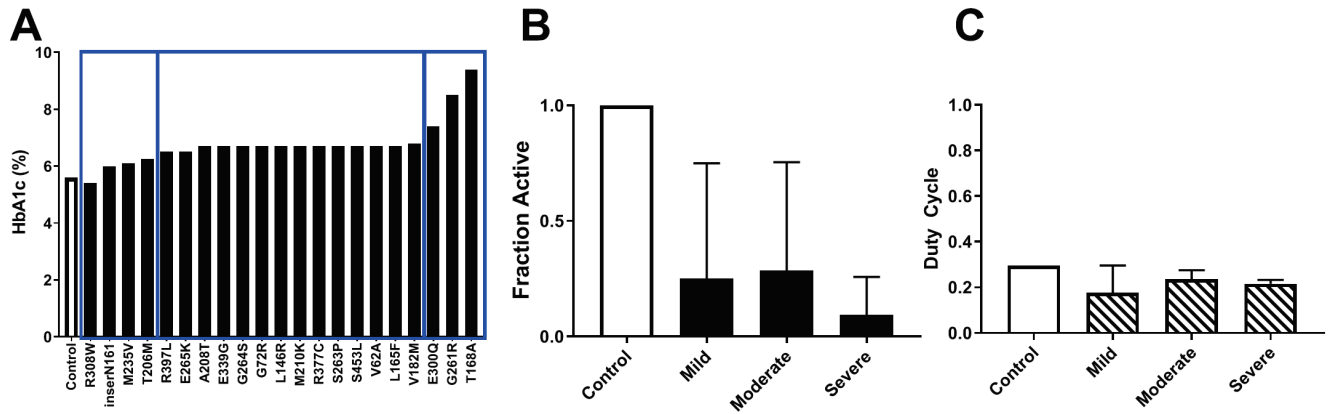 A
HbA1c (%)
10
8
6
4
2
0
Control
R308W
inserN161
M235V
T206M
R397L
E265K
A208T
E339G
G264S
G72R
L146R
M210K
R377C
S263P
S453L
V62A
L165F
V182M
E300Q
G261R
T168A
B
Fraction Active
1.0
0.5
0.0
Control
Mild
Moderate
Severe
C
Duty Cycle
1.0
0.8
0.6
0.4
0.2
0.0
Control
Mild
Moderate
Severe